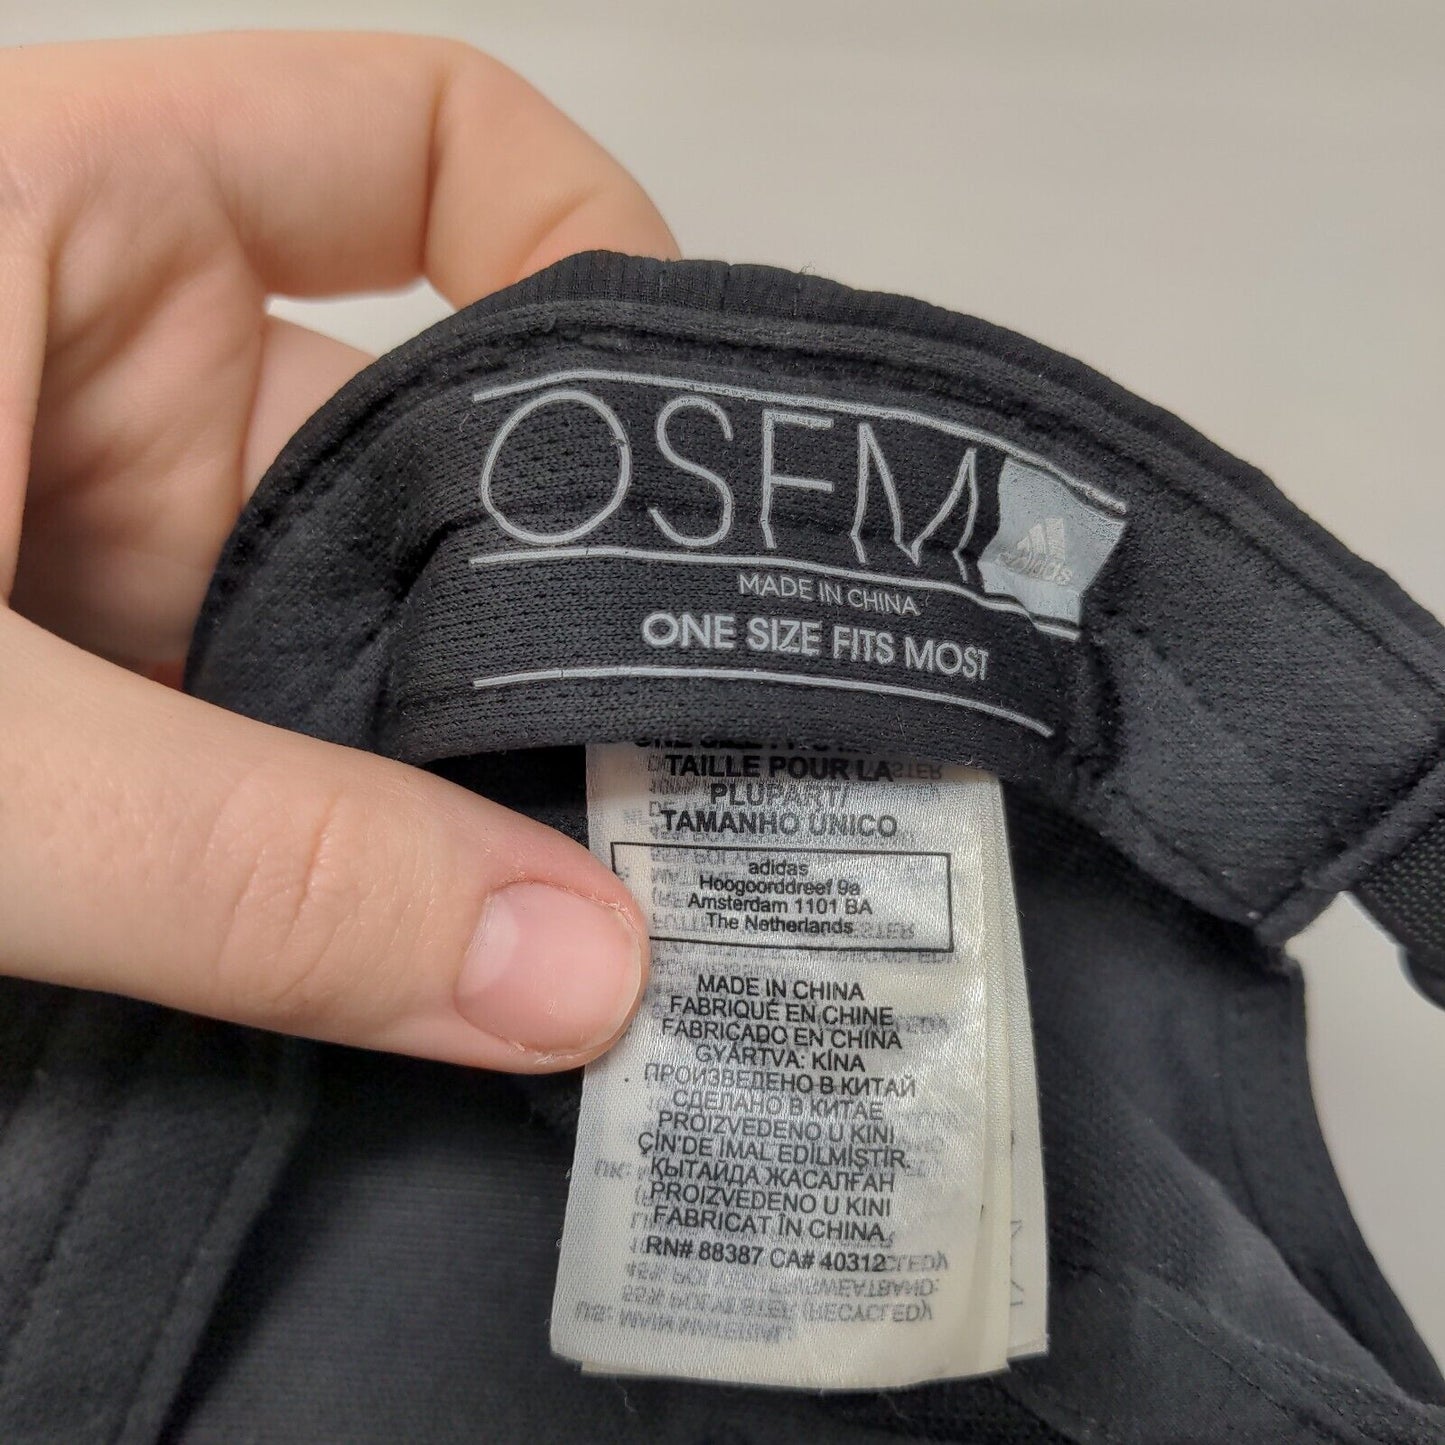 OSFM
adidas
MADE IN CHINA
ONE SIZE FITS MOST
TAILLE POUR LA
PLUPART/
TAMANHO ÚNICO
adidas
Hoogoorddreef 9a
Amsterdam 1101 BA
The Netherlands
MADE IN CHINA
FABRIQUÉ EN CHINE
FABRICADO EN CHINA
GYÁRTVA: KÍNA
ПРОИЗВЕДЕНО В КИТАЙ
СДЕЛАНО В КИТАЕ
PROIZVEDENO U KINI
ÇİN'DE İMAL EDİLMİŞTİR.
ҚЫТАЙДА ЖАСАЛҒАН
PROIZVEDENO U KINI
FABRICAT ÎN CHINA
RN# 88387 CA# 40312